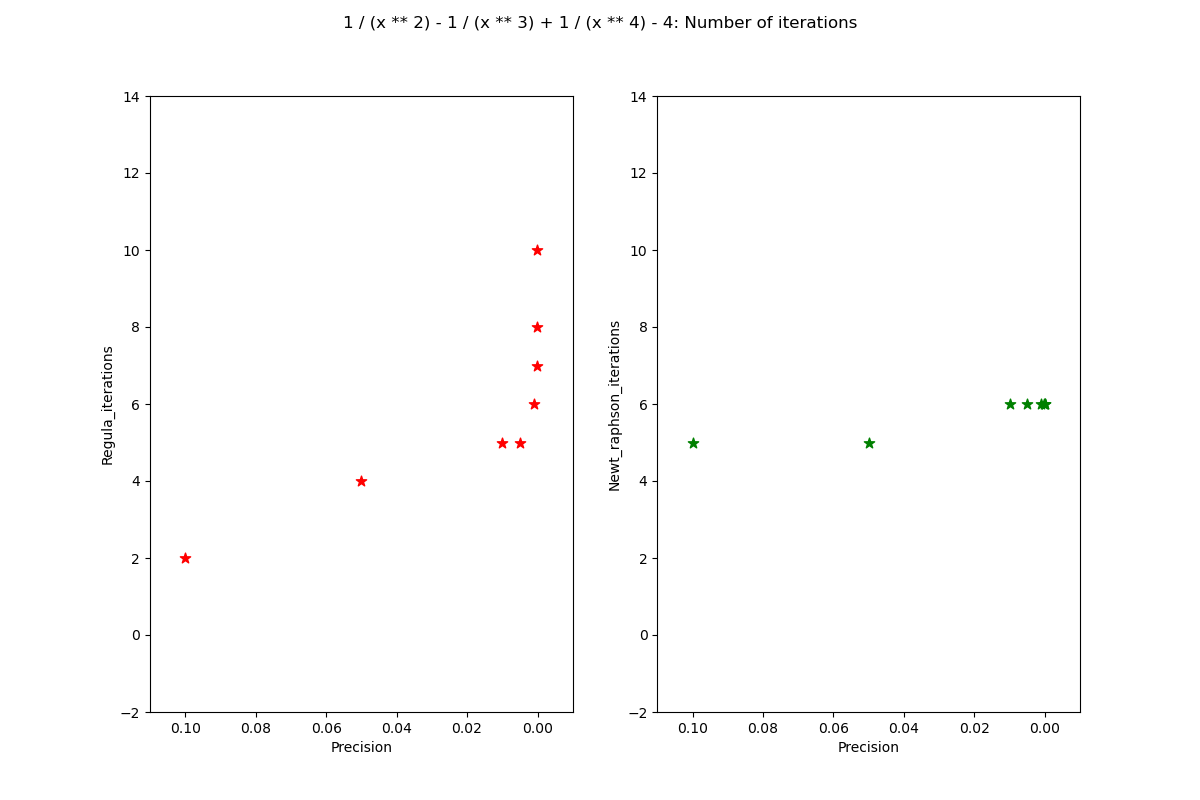 1 / (x ** 2) - 1 / (x ** 3) + 1 / (x ** 4) - 4: Number of iterations
14
12
10
8
6
4
2
0
−2
Regula_iterations
0.10 0.08 0.06 0.04 0.02 0.00
Precision
14
12
10
8
6
4
2
0
−2
Newt_raphson_iterations
0.10 0.08 0.06 0.04 0.02 0.00
Precision